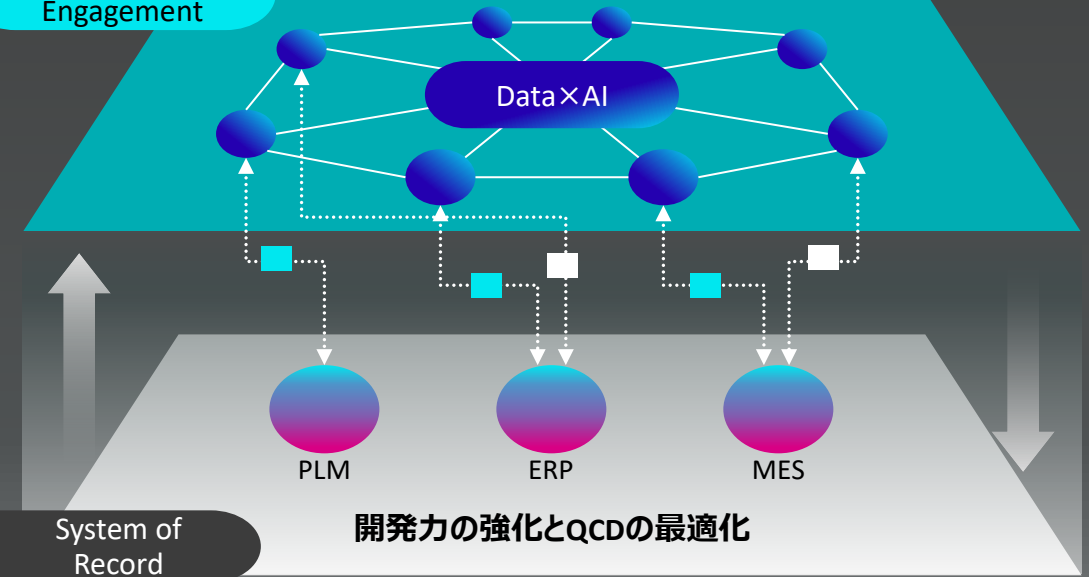 Engagement
Data×AI
PLM
ERP
MES
System of
Record
開発力の強化とQCDの最適化